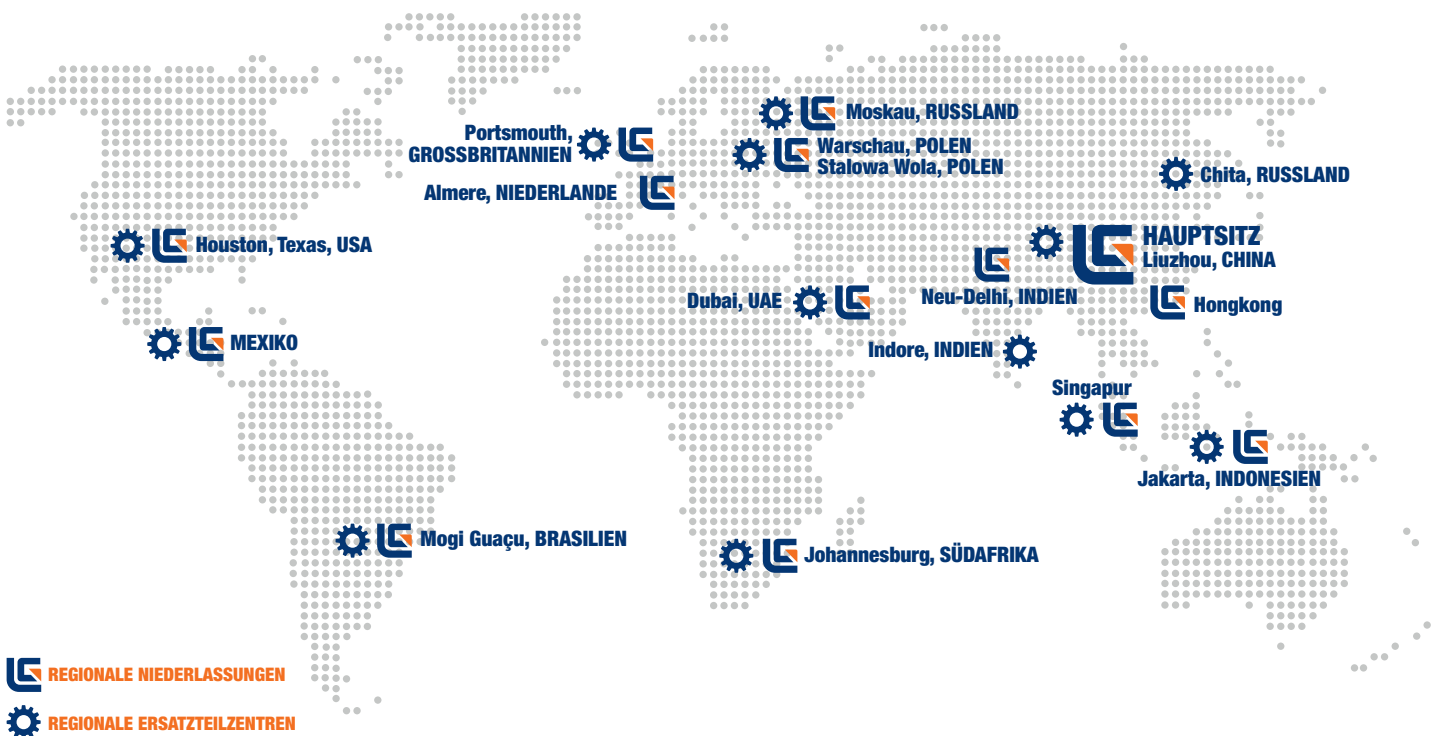 Moskau, RUSSLAND
Portsmouth,
GROSSBRITANNIEN
Warschau, POLEN
Stalowa Wola, POLEN
Chita, RUSSLAND
Almere, NIEDERLANDE
Houston, Texas, USA
HAUPTSITZ
Liuzhou, CHINA
Neu-Delhi, INDIEN
Dubai, UAE
Hongkong
MEXIKO
Indore, INDIEN
Singapur
Jakarta, INDONESIEN
Mogi Guaçu, BRASILIEN
Johannesburg, SÜDAFRIKA
REGIONALE NIEDERLASSUNGEN
REGIONALE ERSATZTEILZENTREN